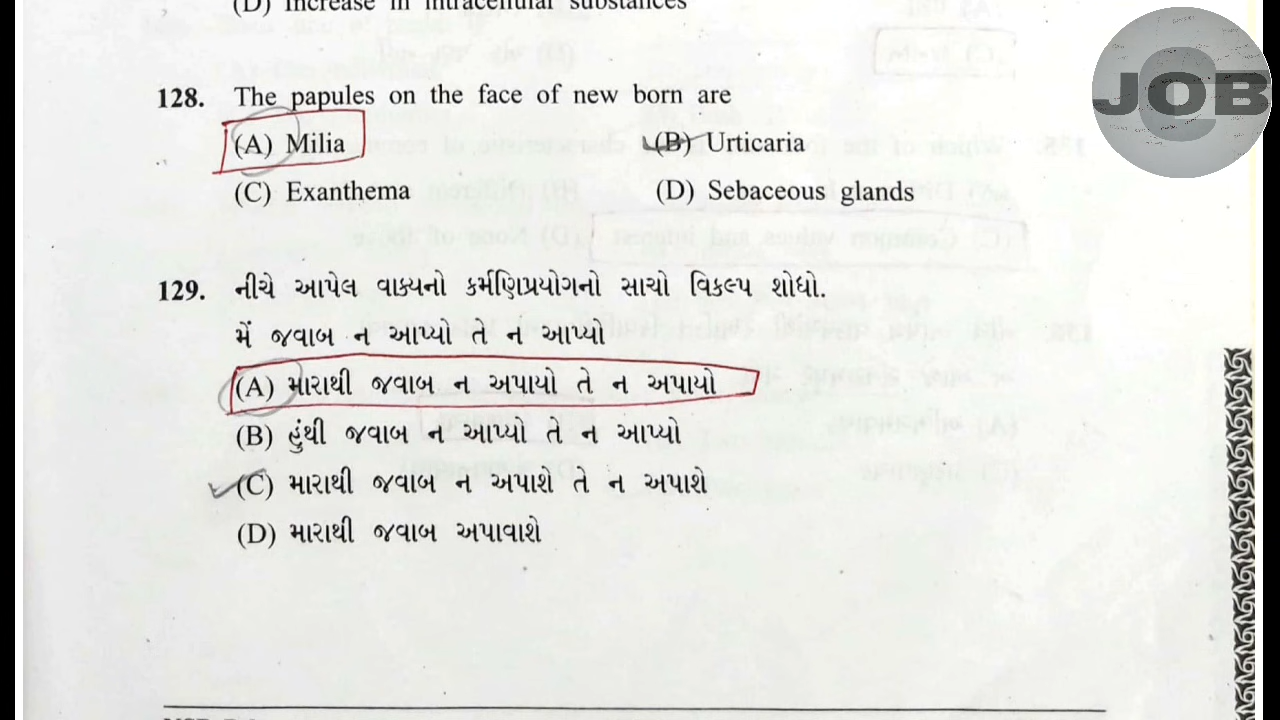 (D) Increase in intracellular substances
128. The papules on the face of new born are
(A) Milia (B) Urticaria
(C) Exanthema (D) Sebaceous glands
129. નીચે આપેલ વાક્યનો કર્મણિપ્રયોગનો સાચો વિકલ્પ શોધો.
મેં જવાબ ન આપ્યો તે ન આપ્યો
(A) મારાથી જવાબ ન અપાયો તે ન અપાયો
(B) હુંથી જવાબ ન આપ્યો તે ન આપ્યો
(C) મારાથી જવાબ ન અપાશે તે ન અપાશે
(D) મારાથી જવાબ અપાવાશે
JOB